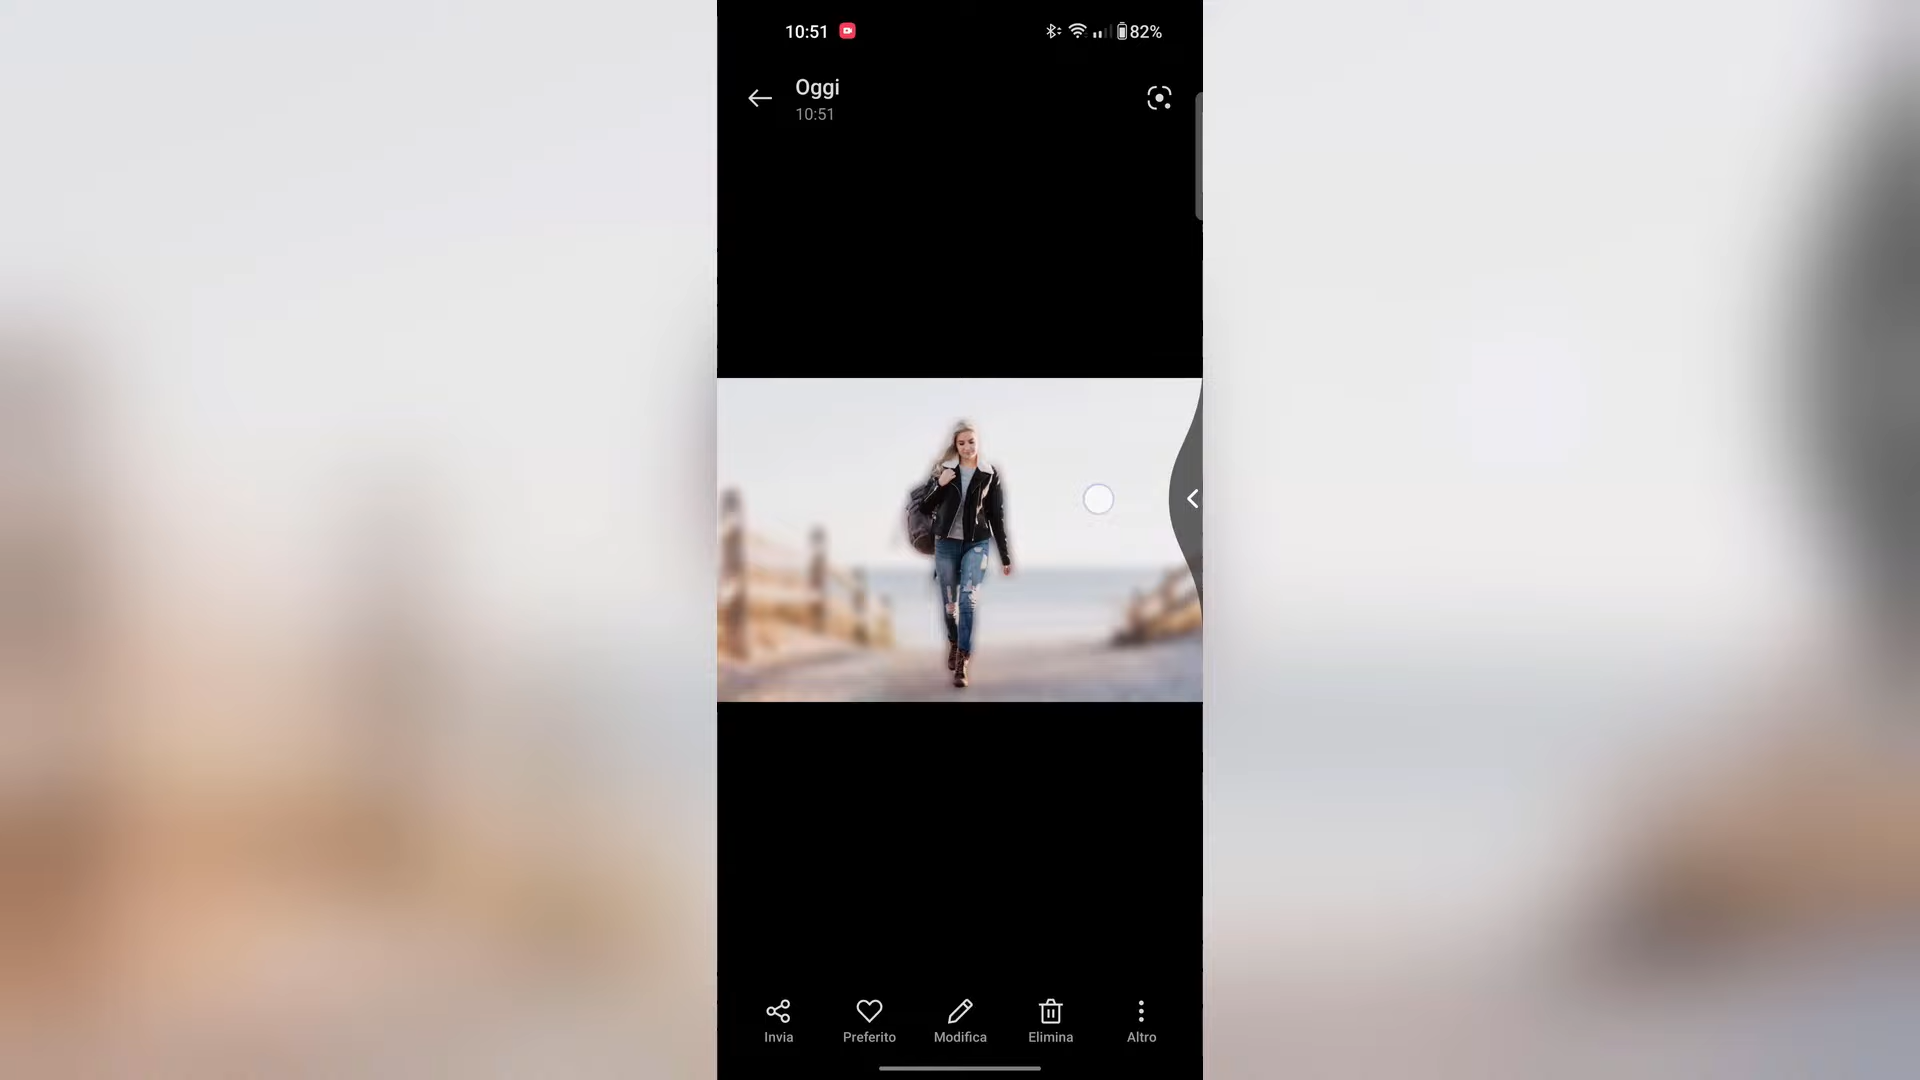 10:51
82%
Oggi
10:51
Invia
Preferito
Modifica
Elimina
Altro